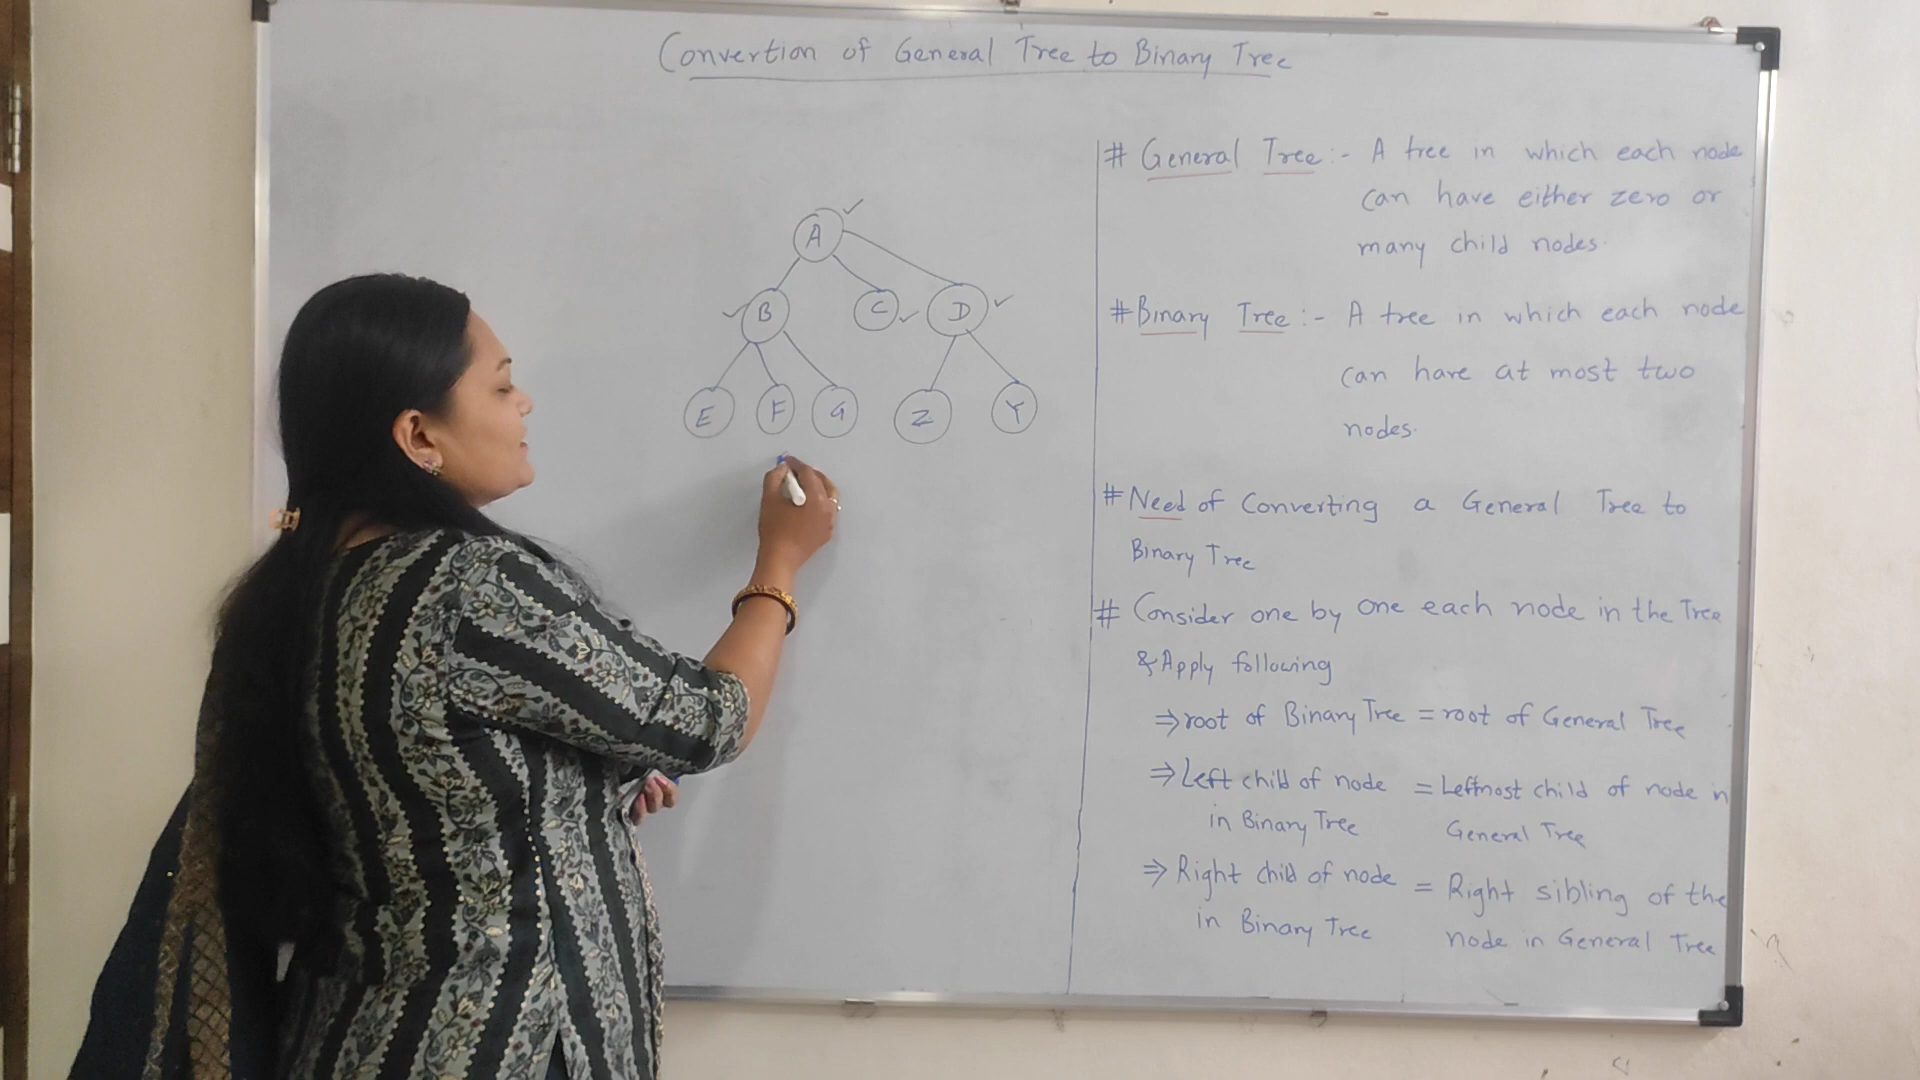 Convertion of General Tree to Binary Tree
A
B C D
E F G Z Y
# General Tree :- A tree in which each node
can have either zero or
many child nodes.
# Binary Tree :- A tree in which each node
can have at most two
nodes.
# Need of Converting a General Tree to
Binary Tree
# Consider one by one each node in the Tree
& Apply following
⇒ root of Binary Tree = root of General Tree
⇒ Left child of node = Leftmost child of node in
in Binary Tree General Tree
⇒ Right child of node = Right sibling of the
in Binary Tree node in General Tree